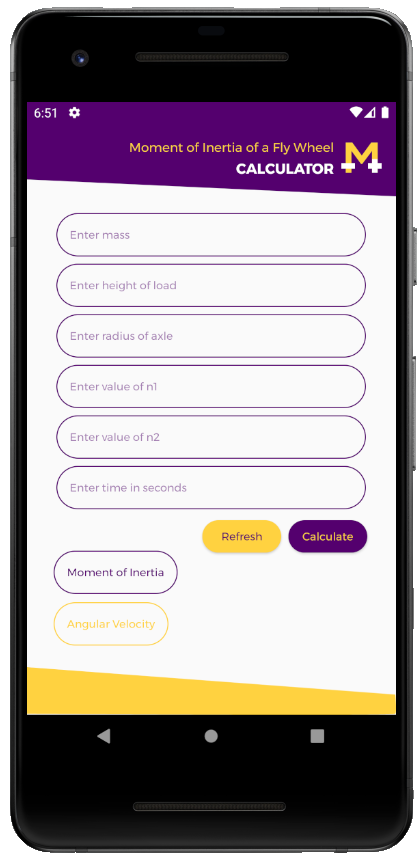 6:51
Moment of Inertia of a Fly Wheel
CALCULATOR
M
Enter mass
Enter height of load
Enter radius of axle
Enter value of n1
Enter value of n2
Enter time in seconds
Refresh Calculate
Moment of Inertia
Angular Velocity